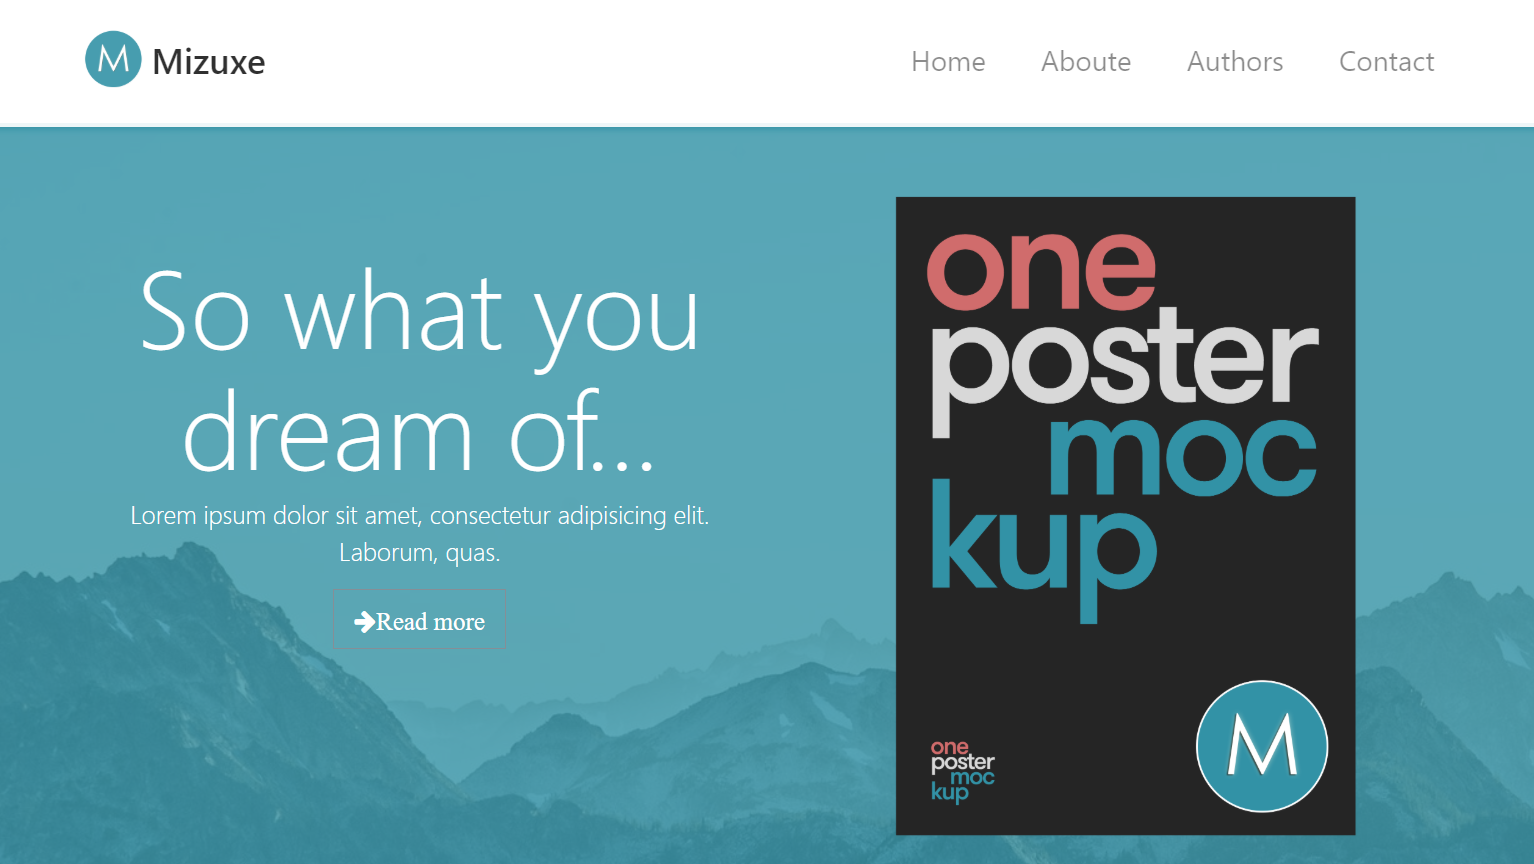 M Mizuxe
Home Aboute Authors Contact
So what you
dream of...
Lorem ipsum dolor sit amet, consectetur adipisicing elit.
Laborum, quas.
Read more
one
poster
moc
kup
one
poster
moc
kup
M